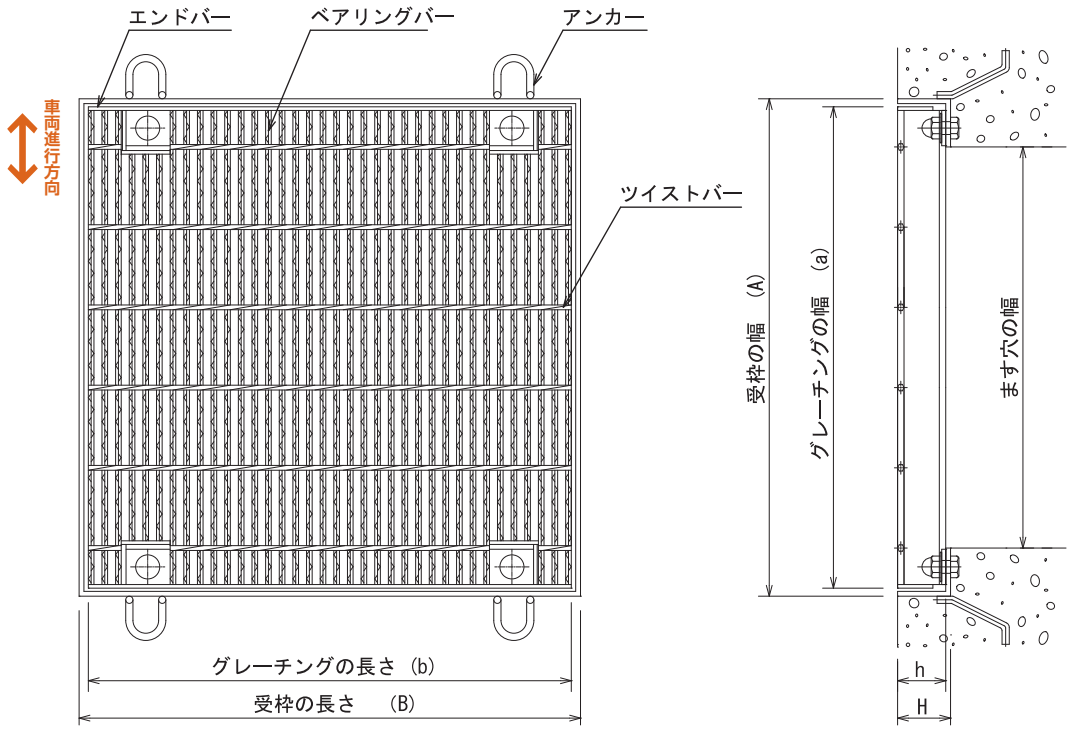 エンドバー
ベアリングバー
アンカー
車両進行方向
ツイストバー
受枠の幅 (A)
グレーチングの幅 (a)
ます穴の幅
グレーチングの長さ (b)
受枠の長さ (B)
h
H